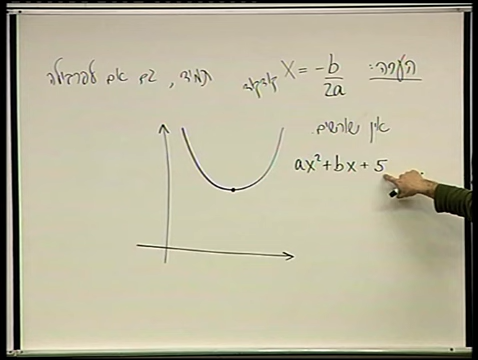 הערה: X קודקוד = -b/2a תמיד, גם אם לפרבולה
אין שורשים.
ax²+bx+5